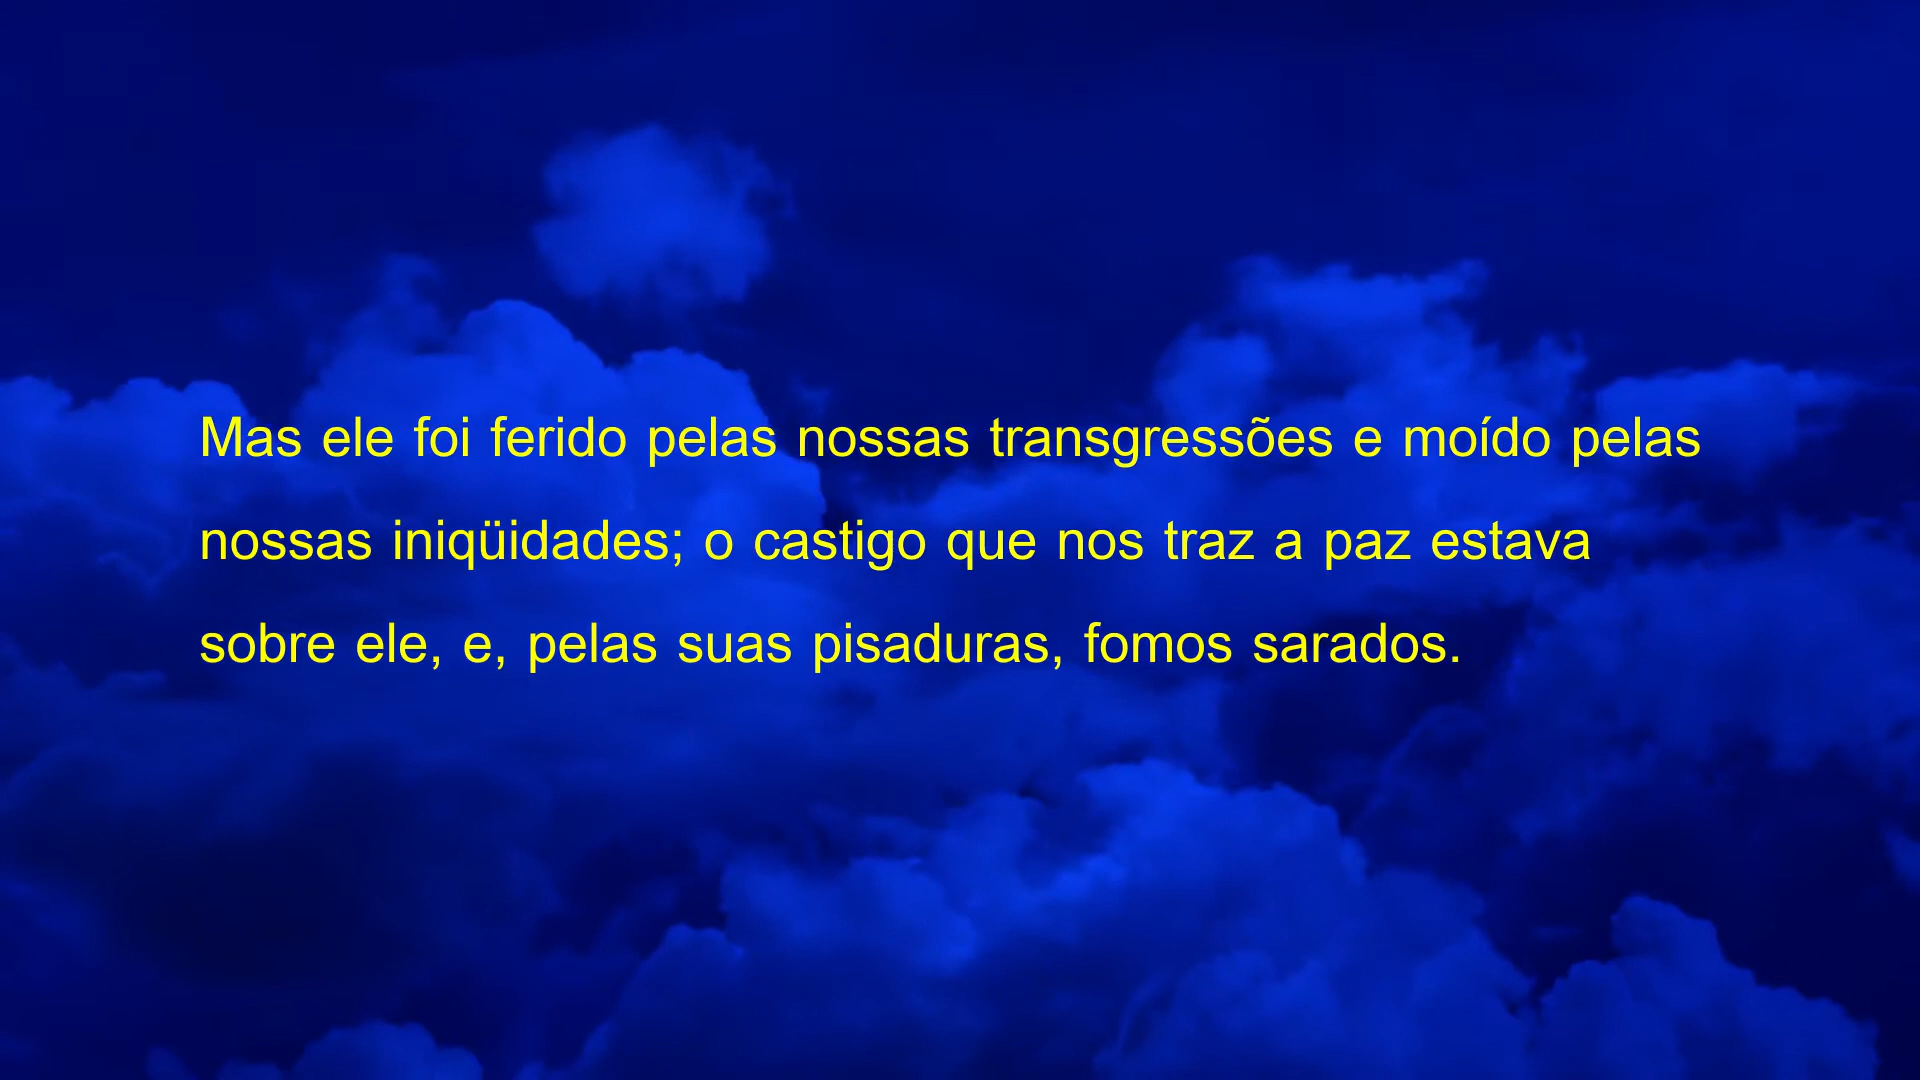 Mas ele foi ferido pelas nossas transgressões e moído pelas
nossas iniqüidades; o castigo que nos traz a paz estava
sobre ele, e, pelas suas pisaduras, fomos sarados.